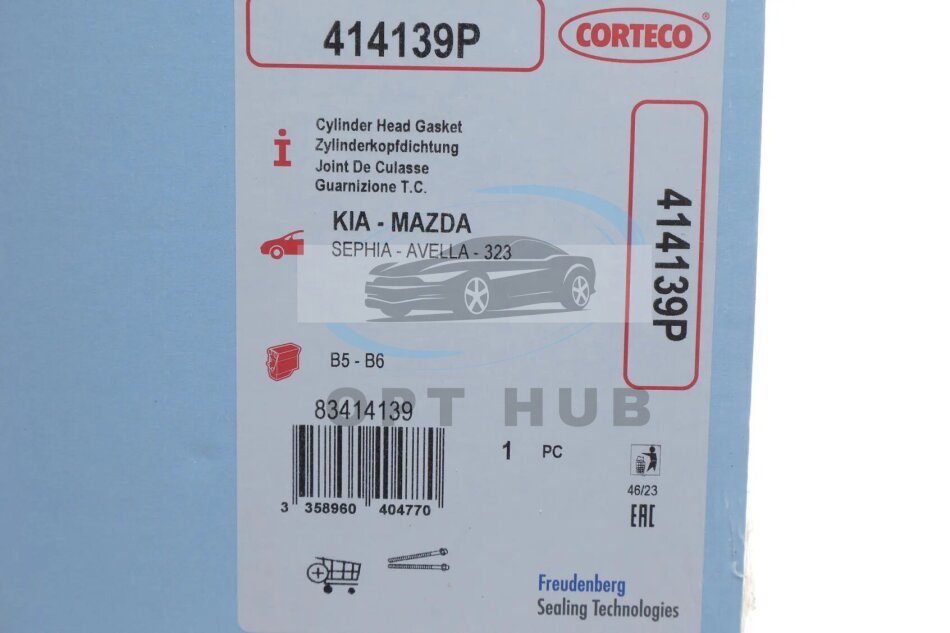 414139P
CORTECO®
Cylinder Head Gasket
Zylinderkopfdichtung
Joint De Culasse
Guarnizione T.C.
414139P
KIA - MAZDA
SEPHIA - AVELLA - 323
B5 - B6
OPT HUB
83414139
1 PC
3 358960 404770
46/23
EAC
Freudenberg
Sealing Technologies